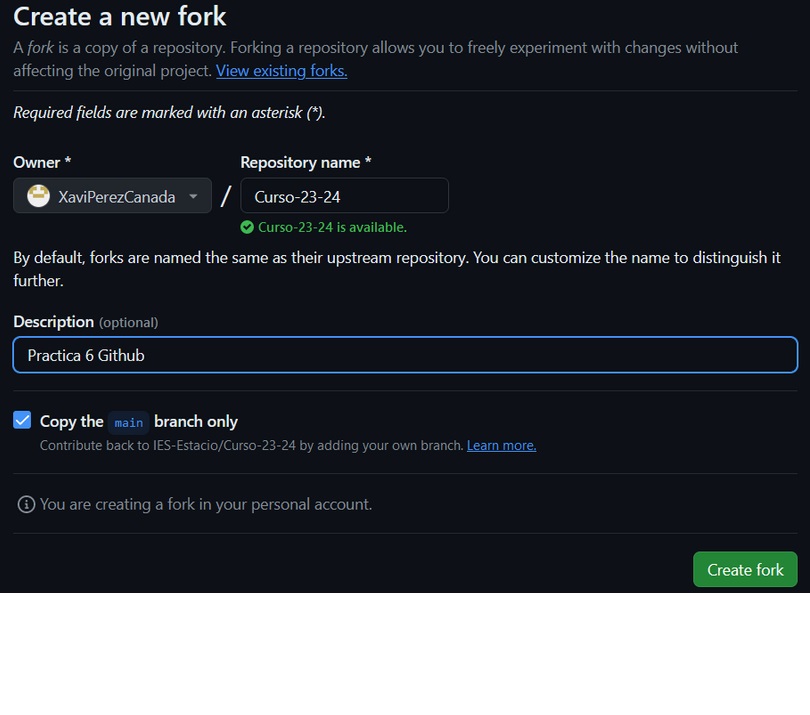 Create a new fork
A fork is a copy of a repository. Forking a repository allows you to freely experiment with changes without
affecting the original project. View existing forks.
Required fields are marked with an asterisk (*).
Owner * Repository name *
XaviPerezCanada / Curso-23-24
Curso-23-24 is available.
By default, forks are named the same as their upstream repository. You can customize the name to distinguish it
further.
Description (optional)
Practica 6 Github
Copy the main branch only
Contribute back to IES-Estacio/Curso-23-24 by adding your own branch. Learn more.
You are creating a fork in your personal account.
Create fork